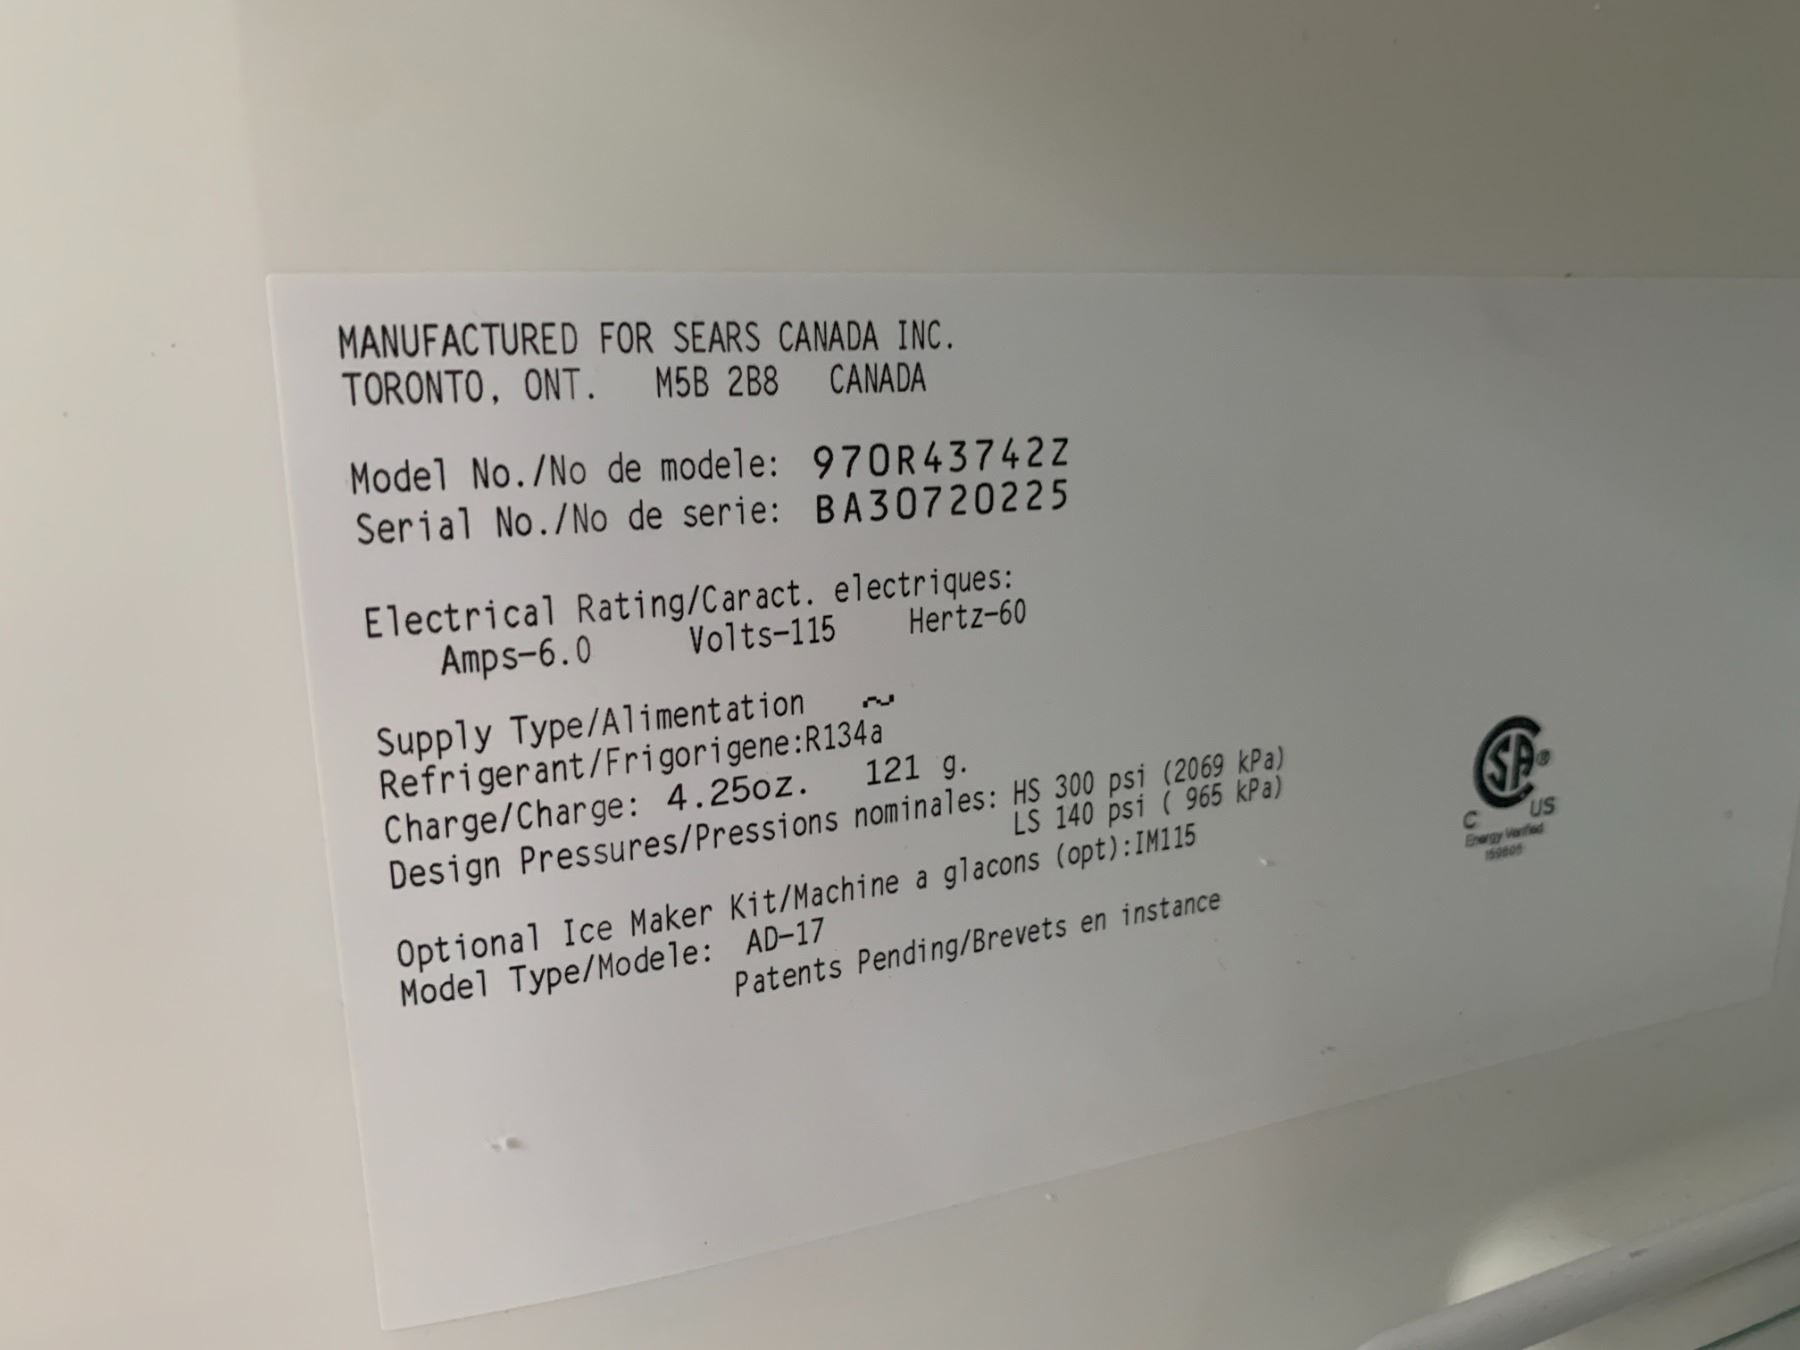 MANUFACTURED FOR SEARS CANADA INC.
TORONTO, ONT. M5B 2B8 CANADA
Model No./No de modele: 970R43742Z
Serial No./No de serie: BA30720225
Electrical Rating/Caract. electriques:
Amps-6.0 Volts-115 Hertz-60
Supply Type/Alimentation ~
Refrigerant/Frigorigene:R134a
Charge/Charge: 4.25oz. 121 g.
Design Pressures/Pressions nominales: HS 300 psi (2069 kPa)
LS 140 psi ( 965 kPa)
Optional Ice Maker Kit/Machine a glacons (opt):IM115
Model Type/Modele: AD-17
Patents Pending/Brevets en instance
SA®
C US
Energy Verified